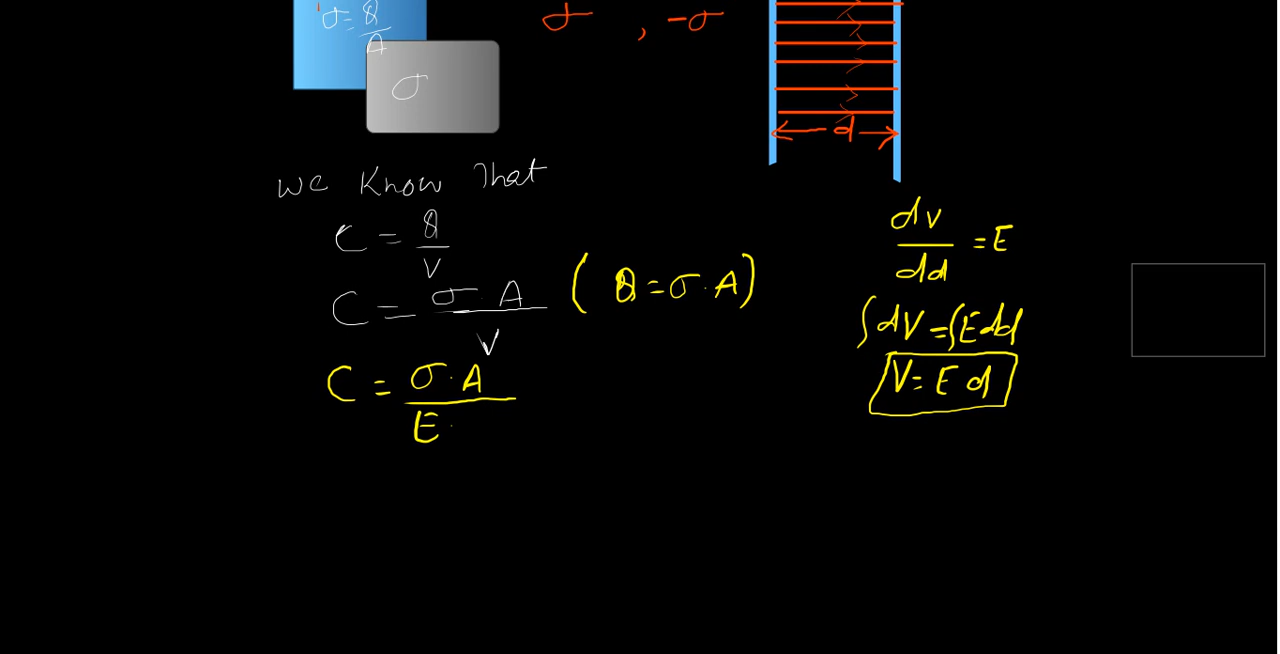 σ = Q/A
σ
σ , -σ
d
We Know That
C = Q/V
C = σ. A/V ( Q = σ. A )
C = σ. A/E .
dv/dd = E
∫ dV = ∫ E dd
V = E d